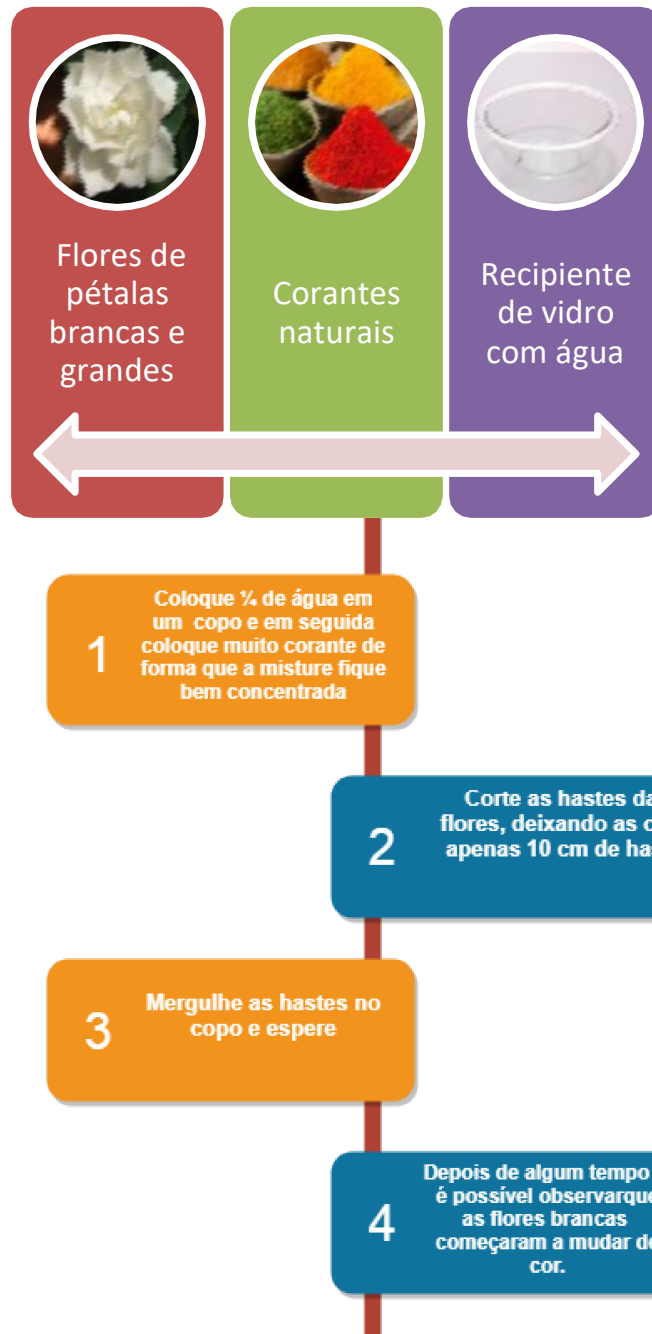 Flores de
pétalas
brancas e
grandes
Corantes
naturais
Recipiente
de vidro
com água
1
Coloque ¼ de água em
um copo e em seguida
coloque muito corante de
forma que a misture fique
bem concentrada
2
Corte as hastes
flores, deixando as
apenas 10 cm de
3
Mergulhe as hastes no
copo e espere
4
Depois de algum tempo
é possível observarque
as flores brancas
começaram a mudar de
cor.